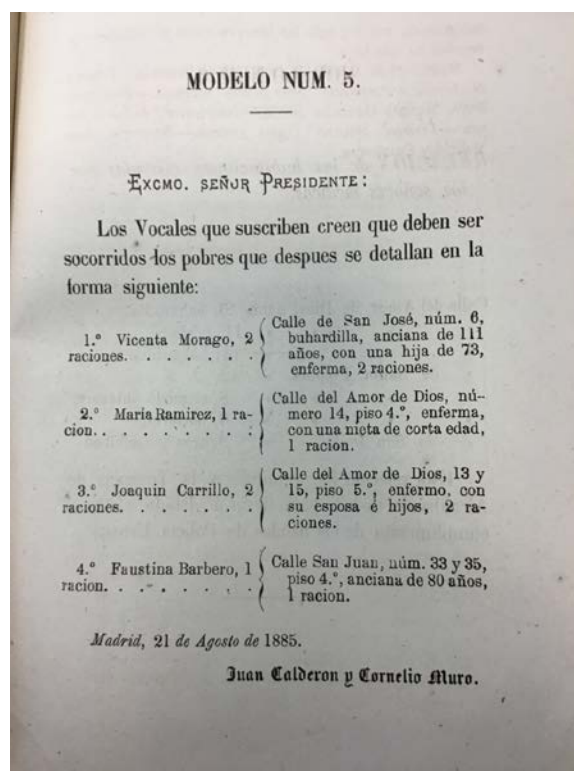 MODELO NUM. 5.
EXCMO. SEÑOR PRESIDENTE:
Los Vocales que suscriben creen que deben ser
socorridos los pobres que despues se detallan en la
forma siguiente:
1.º Vicenta Morago, 2
raciones. . . . . . .
Calle de San José, núm. 6,
buhardilla, anciana de 111
años, con una hija de 73,
enferma, 2 raciones.
2.º Maria Ramirez, 1 ra-
cion. . . . . . . .
Calle del Amor de Dios, nú-
mero 14, piso 4.º, enferma,
con una nieta de corta edad,
1 racion.
3.º Joaquin Carrillo, 2
raciones. . . . . . .
Calle del Amor de Dios, 13 y
15, piso 5.º, enfermo, con
su esposa é hijos, 2 ra-
ciones.
4.º Faustina Barbero, 1
racion. . . . . . . .
Calle San Juan, núm. 33 y 35,
piso 4.º, anciana de 80 años,
1 racion.
Madrid, 21 de Agosto de 1885.
Juan Calderon y Cornelio Muro.